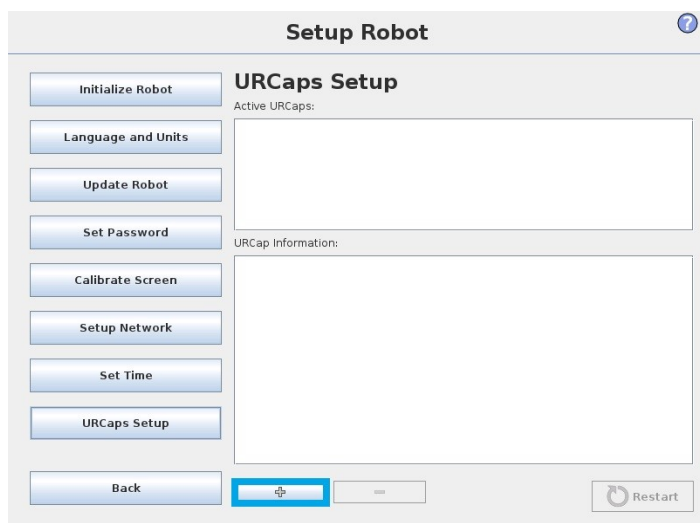 Setup Robot
?
Initialize Robot
Language and Units
Update Robot
Set Password
Calibrate Screen
Setup Network
Set Time
URCaps Setup
Back
URCaps Setup
Active URCaps:
URCap Information:
Restart